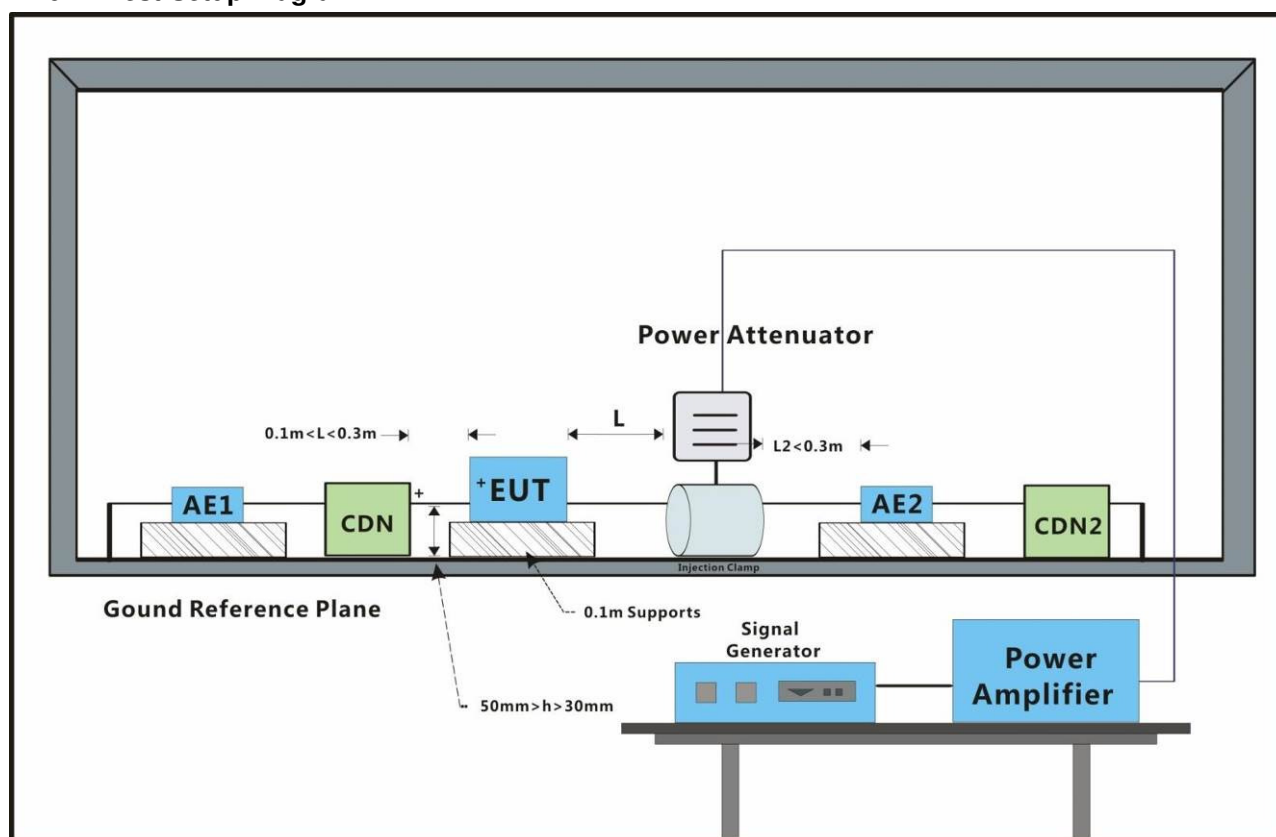 Power Attenuator
0.1m<L<0.3m
L
L2<0.3m
AE1
CDN
+
+EUT
AE2
CDN2
Injection Clamp
Gound Reference Plane
0.1m Supports
50mm>h>30mm
Signal
Generator
Power
Amplifier